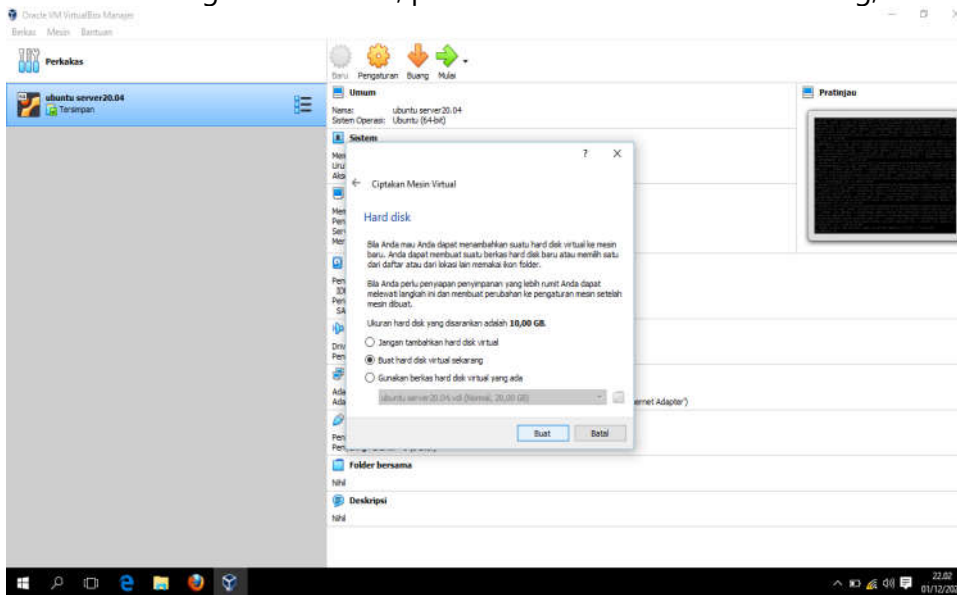 Oracle VM VirtualBox Manajer
Berkas Mesin Bantuan
Perkakas
Baru Pengaturan Buang Mulai
ubuntu server20.04
Tersimpan
Umum
Nama: ubuntu server20.04
Sistem Operasi: Ubuntu (64-bit)
Pratinjau
Sistem
? X
Ciptakan Mesin Virtual
Hard disk
Bila Anda mau Anda dapat menambahkan suatu hard disk virtual ke mesin
baru. Anda dapat membuat suatu berkas hard disk baru atau memilih satu
dari daftar atau dari lokasi lain memakai ikon folder.
Bila Anda perlu penyiapan penyimpanan yang lebih rumit Anda dapat
melewati langkah ini dan membuat perubahan ke pengaturan mesin setelah
mesin dibuat.
Ukuran hard disk yang disarankan adalah 10,00 GB.
Jangan tambahkan hard disk virtual
Buat hard disk virtual sekarang
Gunakan berkas hard disk virtual yang ada
ubuntu server20.04.vdi (Normal, 20,00 GB)
Buat Batal
ernet Adapter')
Folder bersama
Nihil
Deskripsi
Nihil
22.02